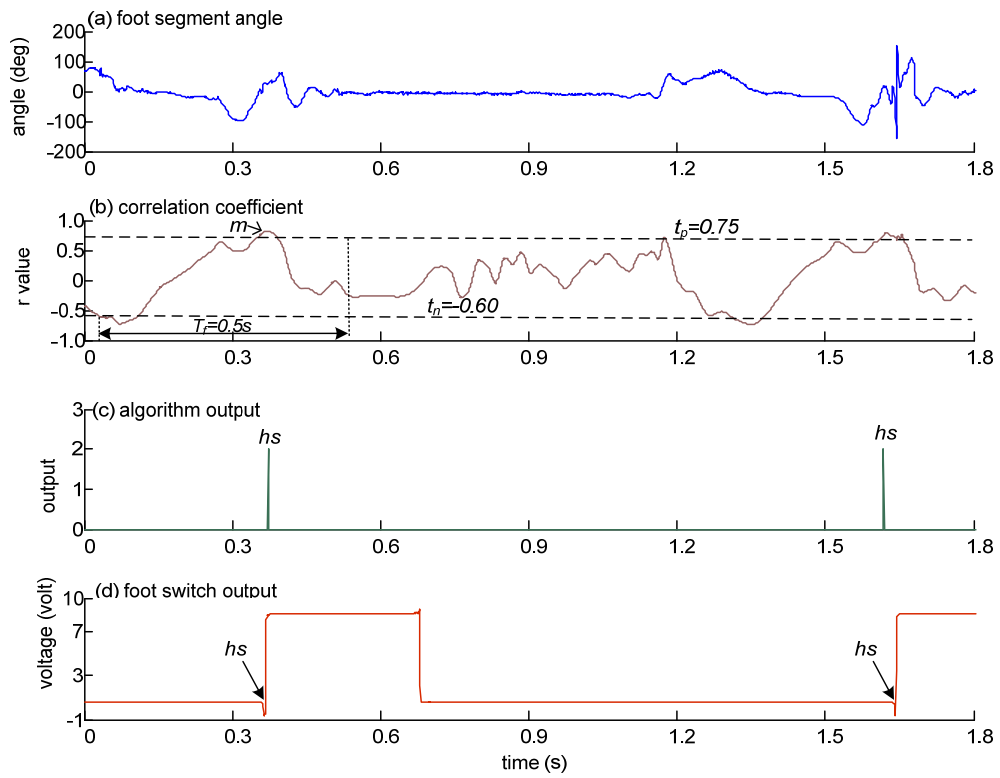 (a) foot segment angle
angle (deg)
200
100
0
-100
-200
0 0.3 0.6 0.9 1.2 1.5 1.8
(b) correlation coefficient
r value
1.0
0.5
0
-0.5
-1.0
m
tp=0.75
tn=-0.60
Tf=0.5s
0 0.3 0.6 0.9 1.2 1.5 1.8
(c) algorithm output
output
3
2
1
0
hs
hs
0 0.3 0.6 0.9 1.2 1.5 1.8
(d) foot switch output
voltage (volt)
10
7
3
-1
hs
hs
0 0.3 0.6 0.9 1.2 1.5 1.8
time (s)